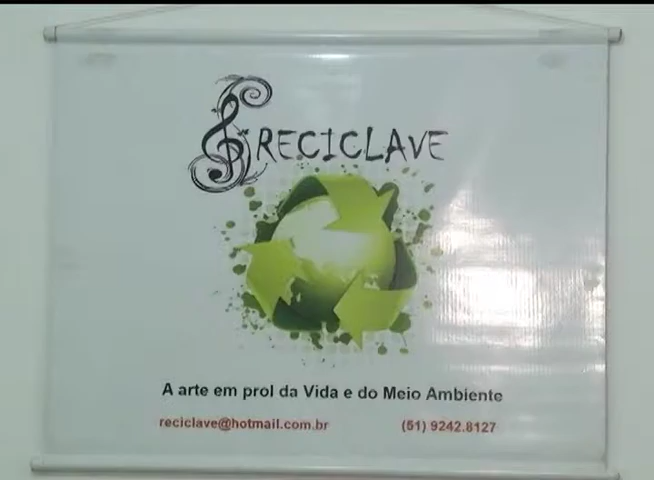 RECICLAVE
A arte em prol da Vida e do Meio Ambiente
reciclave@hotmail.com.br (51) 9242.8127